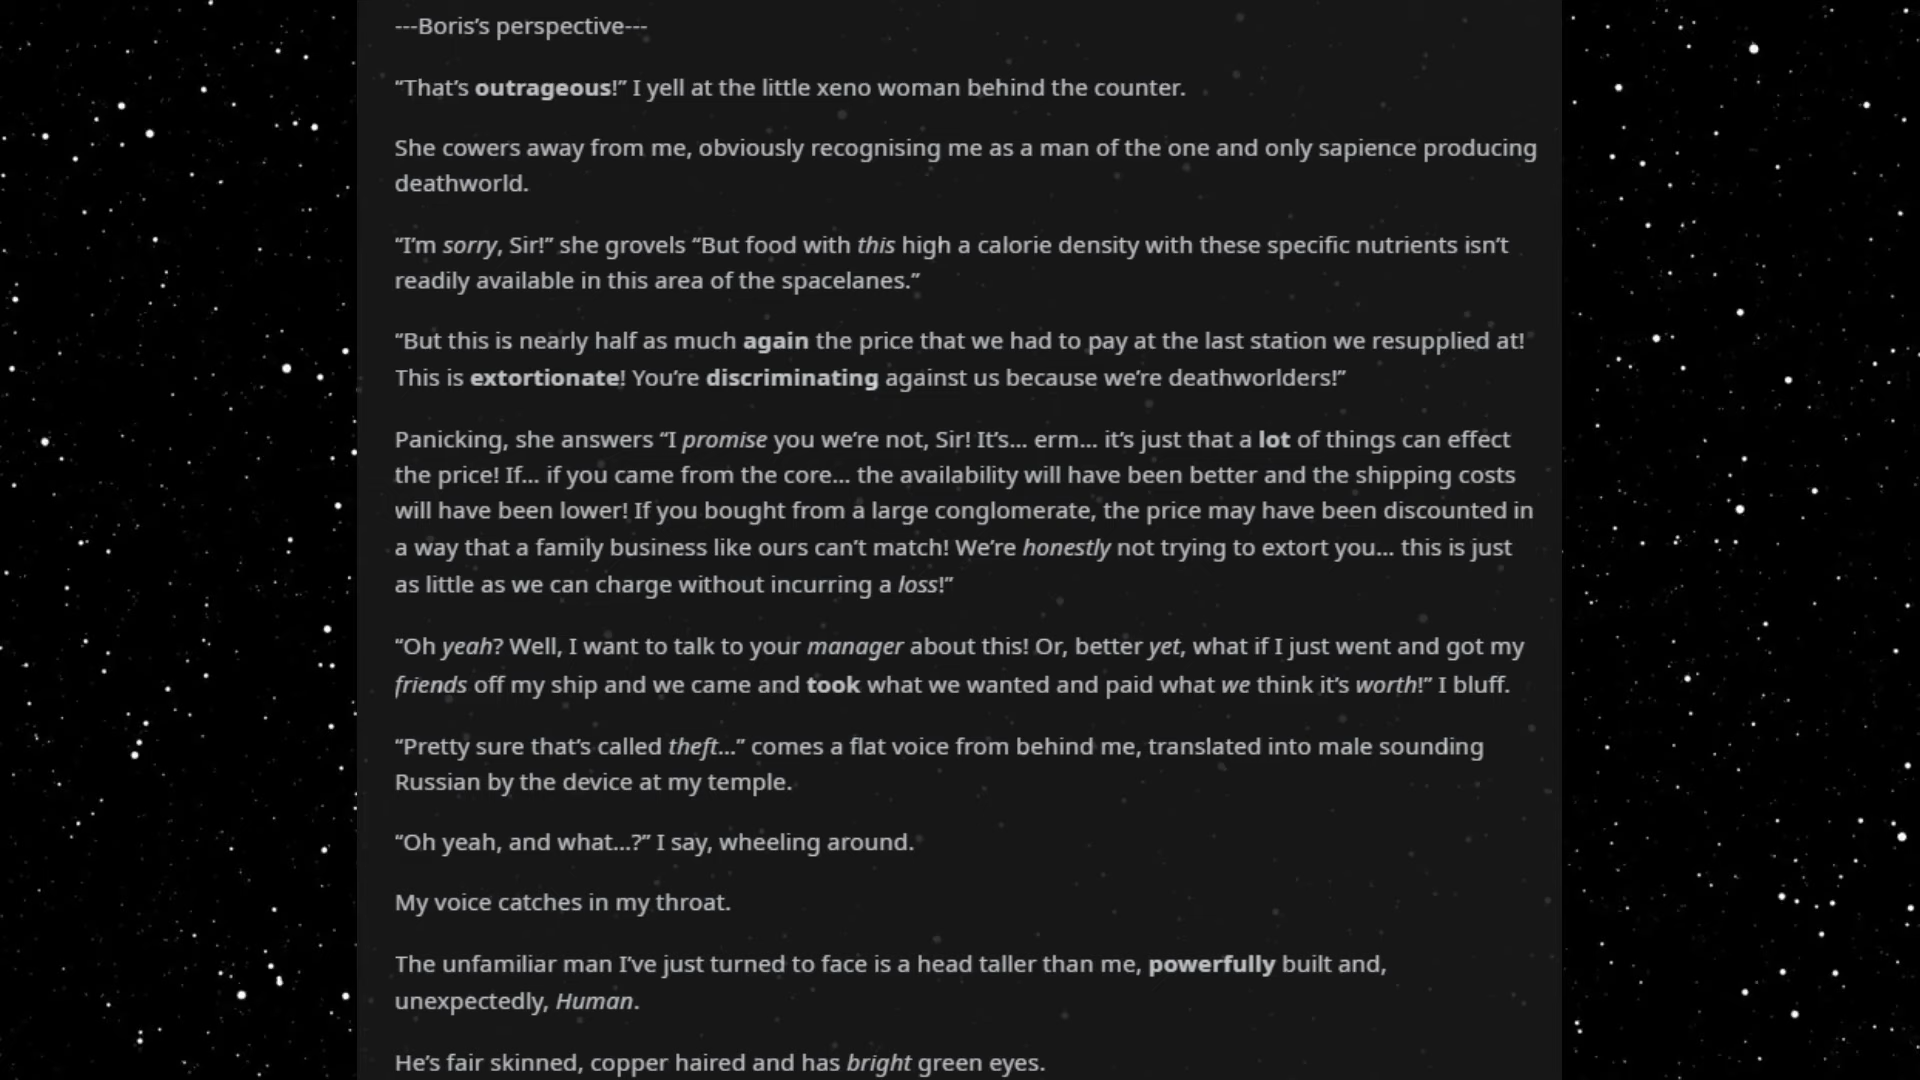 ---Boris’s perspective---
“That’s outrageous!” I yell at the little xeno woman behind the counter.
She cowers away from me, obviously recognising me as a man of the one and only sapience producing
deathworld.
“I’m sorry, Sir!” she grovels “But food with this high a calorie density with these specific nutrients isn’t
readily available in this area of the spacelanes.”
“But this is nearly half as much again the price that we had to pay at the last station we resupplied at!
This is extortionate! You’re discriminating against us because we’re deathworlders!”
Panicking, she answers “I promise you we’re not, Sir! It’s... erm... it’s just that a lot of things can effect
the price! If... if you came from the core... the availability will have been better and the shipping costs
will have been lower! If you bought from a large conglomerate, the price may have been discounted in
a way that a family business like ours can’t match! We’re honestly not trying to extort you... this is just
as little as we can charge without incurring a loss!”
“Oh yeah? Well, I want to talk to your manager about this! Or, better yet, what if I just went and got my
friends off my ship and we came and took what we wanted and paid what we think it’s worth!” I bluff.
“Pretty sure that’s called theft...” comes a flat voice from behind me, translated into male sounding
Russian by the device at my temple.
“Oh yeah, and what...?” I say, wheeling around.
My voice catches in my throat.
The unfamiliar man I’ve just turned to face is a head taller than me, powerfully built and,
unexpectedly, Human.
He’s fair skinned, copper haired and has bright green eyes.